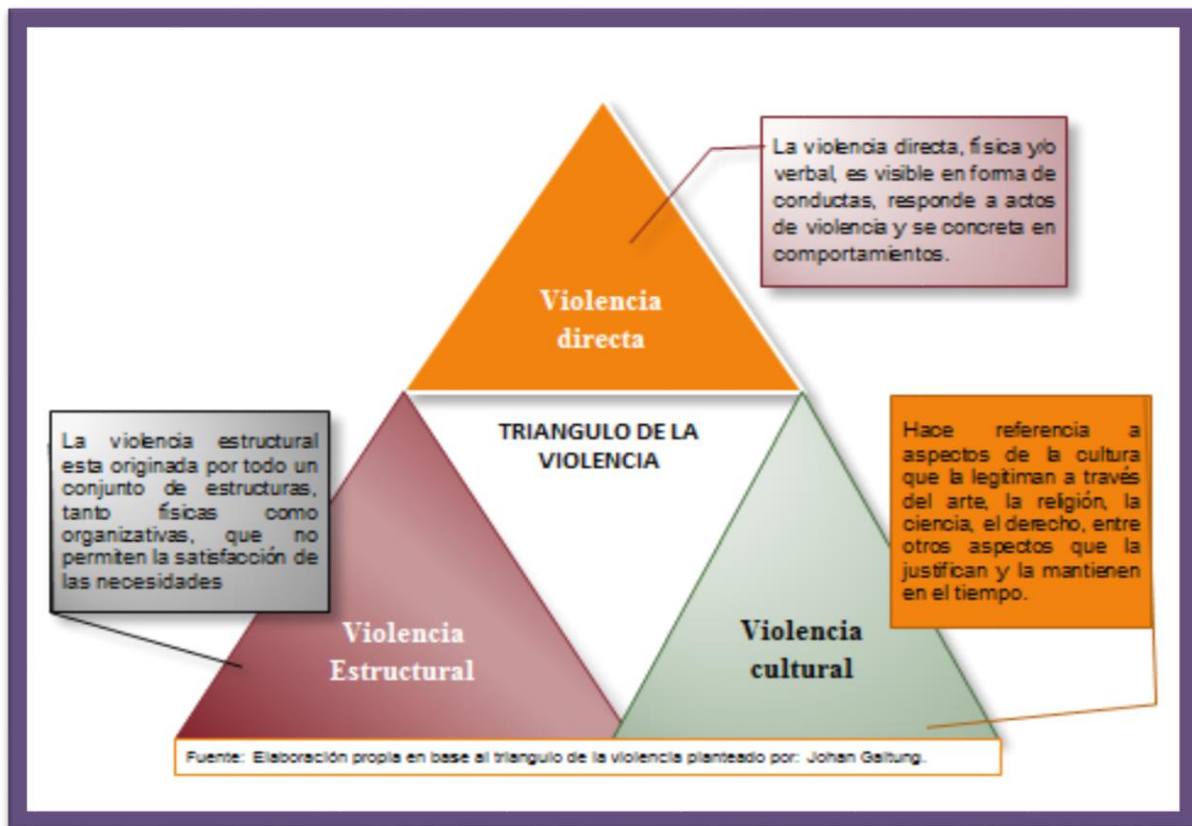 La violencia directa, física y/o
verbal, es visible en forma de
conductas, responde a actos
de violencia y se concreta en
comportamientos.
Violencia
directa
TRIANGULO DE LA
VIOLENCIA
La violencia estructural
esta originada por todo un
conjunto de estructuras,
tanto físicas como
organizativas, que no
permiten la satisfacción de
las necesidades
Hace referencia a
aspectos de la cultura
que la legitiman a través
del arte, la religión, la
ciencia, el derecho, entre
otros aspectos que la
justifican y la mantienen
en el tiempo.
Violencia
Estructural
Violencia
cultural
Fuente: Elaboración propia en base al triangulo de la violencia planteado por: Johan Galtung.